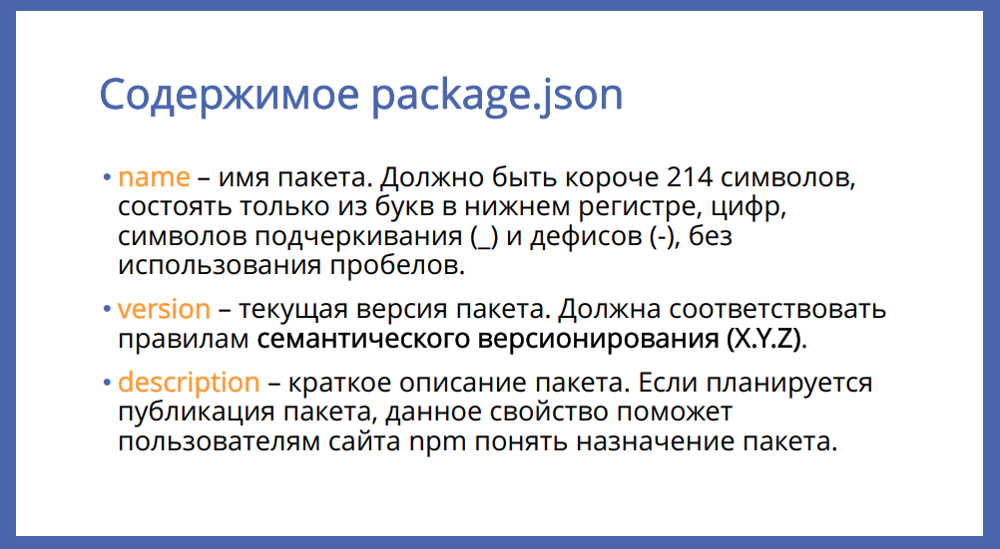 Содержимое package.json
• name – имя пакета. Должно быть короче 214 символов,
состоять только из букв в нижнем регистре, цифр,
символов подчеркивания (_) и дефисов (-), без
использования пробелов.
• version – текущая версия пакета. Должна соответствовать
правилам семантического версионирования (X.Y.Z).
• description – краткое описание пакета. Если планируется
публикация пакета, данное свойство поможет
пользователям сайта npm понять назначение пакета.